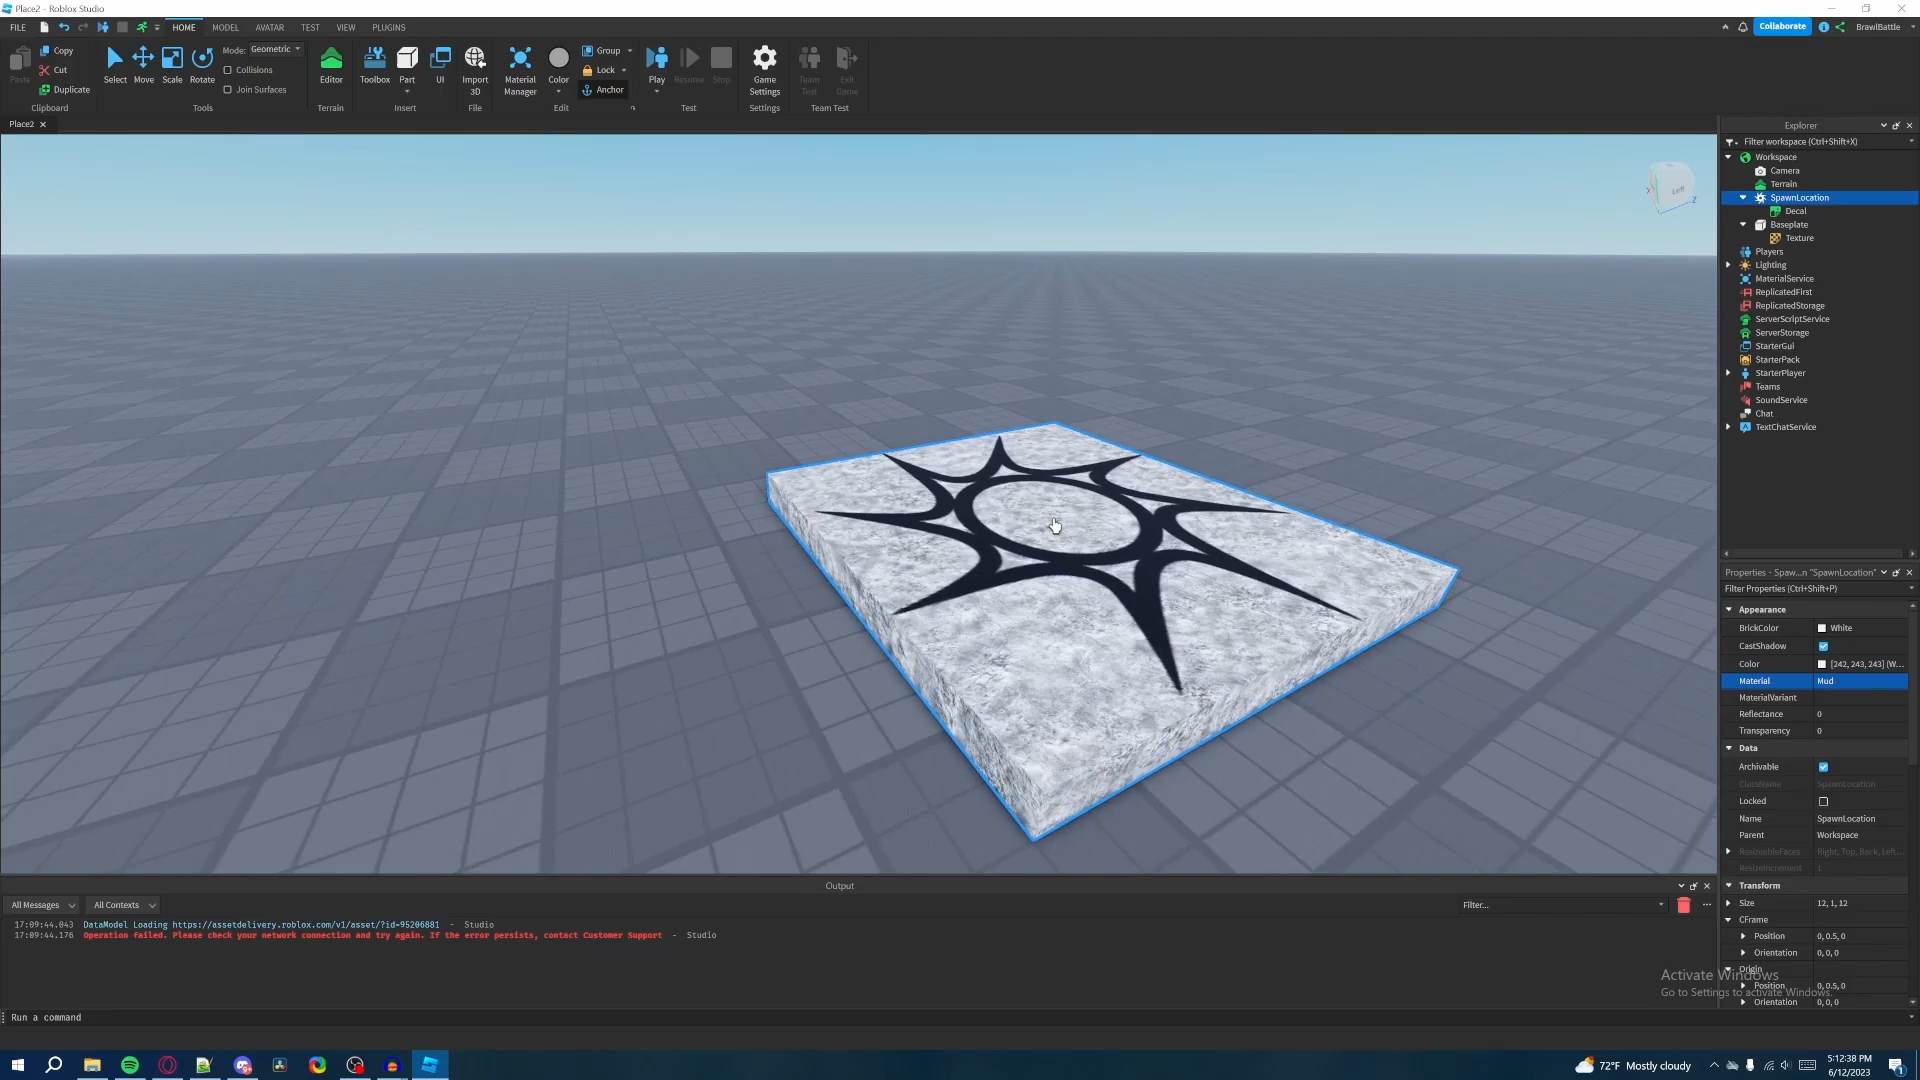 Place2 - Roblox Studio
FILE HOME MODEL AVATAR TEST VIEW PLUGINS Collaborate BrawlBattle
Paste Copy Cut Duplicate Clipboard
Select Move Scale Rotate Mode: Geometric Collisions Join Surfaces Tools
Editor Terrain
Toolbox Part UI Insert
Import 3D File
Material Manager Color Group Lock Anchor Edit
Play Resume Stop Test
Game Settings Settings
Team Test Exit Game Team Test
Place2
Left
X
Z
Explorer
Filter workspace (Ctrl+Shift+X)
Workspace
Camera
Terrain
SpawnLocation
Decal
Baseplate
Texture
Players
Lighting
MaterialService
ReplicatedFirst
ReplicatedStorage
ServerScriptService
ServerStorage
StarterGui
StarterPack
StarterPlayer
Teams
SoundService
Chat
TextChatService
Properties - Spaw...n "SpawnLocation"
Filter Properties (Ctrl+Shift+P)
Appearance
BrickColor White
CastShadow
Color [242, 243, 243] (W...
Material Mud
MaterialVariant
Reflectance 0
Transparency 0
Data
Archivable
ClassName SpawnLocation
Locked
Name SpawnLocation
Parent Workspace
ResizeableFaces Right, Top, Back, Left...
ResizeIncrement 1
Transform
Size 12, 1, 12
CFrame
Position 0, 0.5, 0
Orientation 0, 0, 0
Origin
Position 0, 0.5, 0
Orientation 0, 0, 0
Activate Windows
Go to Settings to activate Windows.
Output
All Messages All Contexts Filter...
17:09:44.043 DataModel Loading https://assetdelivery.roblox.com/v1/asset/?id=95206881 - Studio
17:09:44.176 Operation failed. Please check your network connection and try again. If the error persists, contact Customer Support - Studio
Run a command
72°F Mostly cloudy
5:12:38 PM
6/12/2023